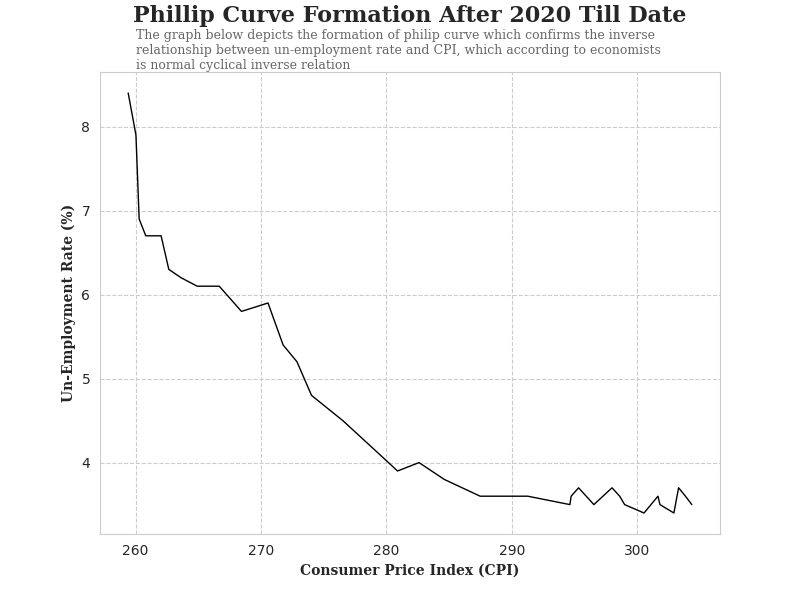 Phillip Curve Formation After 2020 Till Date
The graph below depicts the formation of philip curve which confirms the inverse
relationship between un-employment rate and CPI, which according to economists
is normal cyclical inverse relation
8
7
6
5
4
Un-Employment Rate (%)
260 270 280 290 300
Consumer Price Index (CPI)